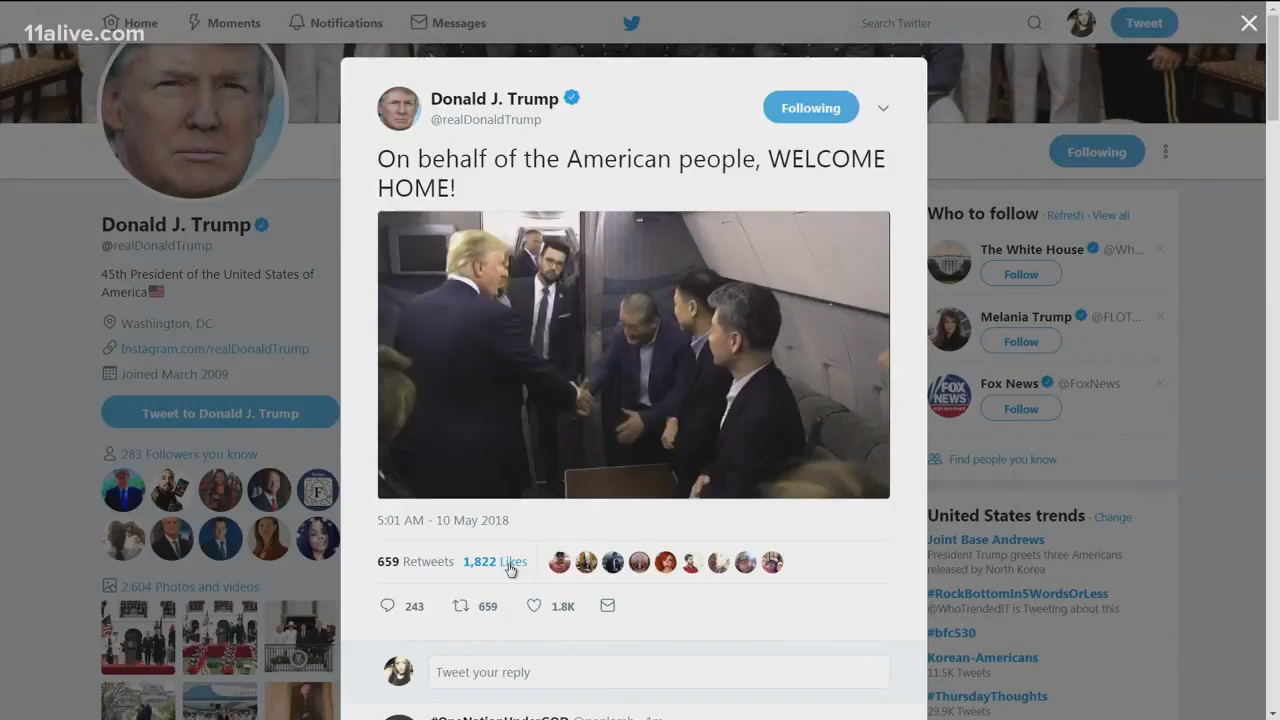 11alive.com
Home
Moments
Notifications
Messages
Search Twitter
Tweet
Donald J. Trump
@realDonaldTrump
45th President of the United States of
America
Washington, DC
Instagram.com/realDonaldTrump
Joined March 2009
Tweet to Donald J. Trump
283 Followers you know
F
2,604 Photos and videos
Donald J. Trump
@realDonaldTrump
Following
On behalf of the American people, WELCOME
HOME!
5:01 AM - 10 May 2018
659 Retweets 1,822 Likes
243 659 1.8K
Tweet your reply
Following
Who to follow · Refresh · View all
The White House @Wh...
Follow
Melania Trump @FLOT...
Follow
FOX
NEWS
channel
Fox News @FoxNews
Follow
Find people you know
United States trends · Change
Joint Base Andrews
President Trump greets three Americans
released by North Korea
#RockBottomIn5WordsOrLess
@WhoTrendedIT is Tweeting about this
#bfc530
Korean-Americans
11.5K Tweets
#ThursdayThoughts
29.9K Tweets